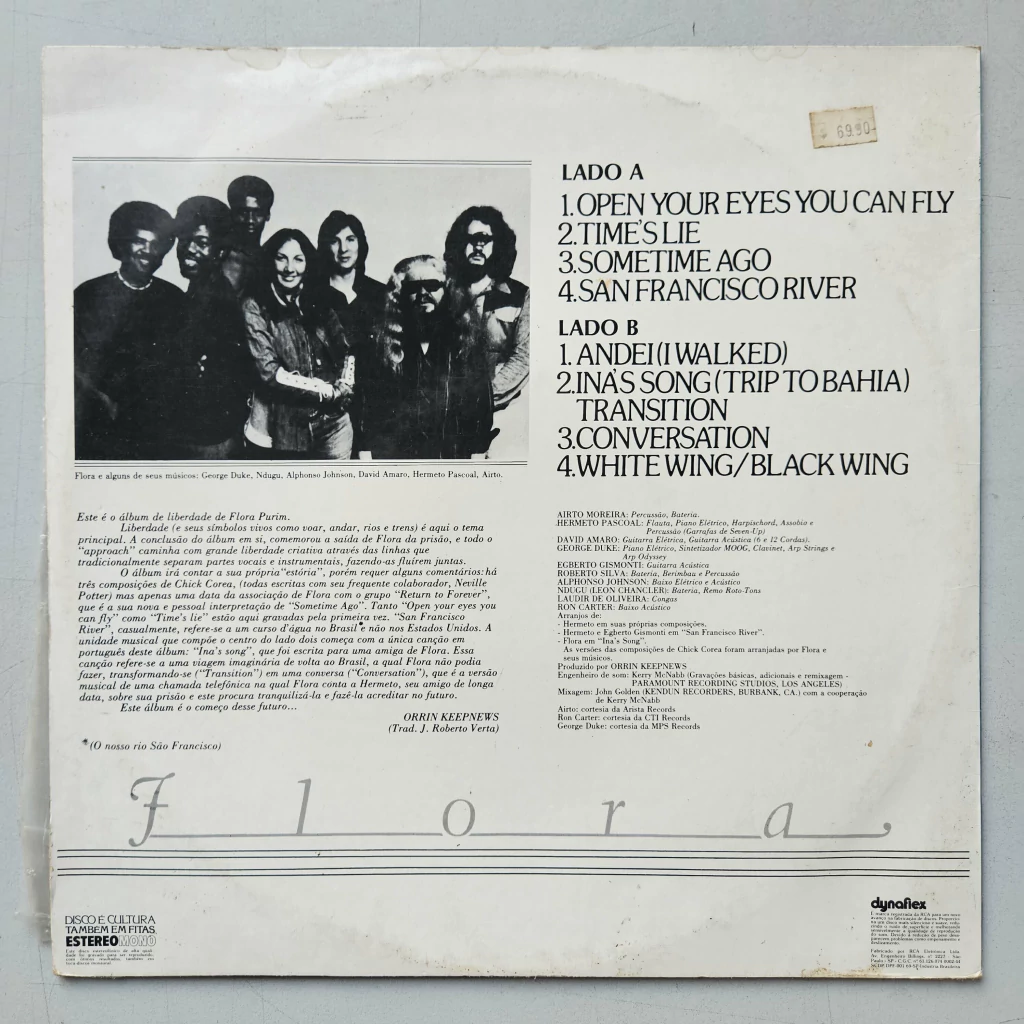 69.90
LADO A
1.OPEN YOUR EYES YOU CAN FLY
2.TIME'S LIE
3.SOMETIME AGO
4.SAN FRANCISCO RIVER
LADO B
1. ANDEI (I WALKED)
2.INA'S SONG (TRIP TO BAHIA)
TRANSITION
3.CONVERSATION
4.WHITE WING/BLACK WING
Flora e alguns de seus músicos: George Duke, Ndugu, Alphonso Johnson, David Amaro, Hermeto Pascoal, Airto.
Este é o álbum de liberdade de Flora Purim.
Liberdade (e seus símbolos vivos como voar, andar, rios e trens) é aqui o tema
principal. A conclusão do álbum em si, comemorou a saída de Flora da prisão, e todo o
"approach" caminha com grande liberdade criativa através das linhas que
tradicionalmente separam partes vocais e instrumentais, fazendo-as fluírem juntas.
O álbum irá contar a sua própria "estória", porém requer alguns comentários: há
três composições de Chick Corea, (todas escritas com seu frequente colaborador, Neville
Potter) mas apenas uma data da associação de Flora com o grupo "Return to Forever",
que é a sua nova e pessoal interpretação de "Sometime Ago". Tanto "Open your eyes you
can fly" como "Time's lie" estão aqui gravadas pela primeira vez. "San Francisco
River", casualmente, refere-se a um curso d'água no Brasil* e não nos Estados Unidos. A
unidade musical que compõe o centro do lado dois começa com a única canção em
português deste álbum: "Ina's song", que foi escrita para uma amiga de Flora. Essa
canção refere-se a uma viagem imaginária de volta ao Brasil, a qual Flora não podia
fazer, transformando-se ("Transition") em uma conversa ("Conversation"), que é a versão
musical de uma chamada telefônica na qual Flora conta a Hermeto, seu amigo de longa
data, sobre sua prisão e este procura tranquilizá-la e fazê-la acreditar no futuro.
Este álbum é o começo desse futuro...
ORRIN KEEPNEWS
(Trad. J. Roberto Verta)
*(O nosso rio São Francisco)
AIRTO MOREIRA: Percussão, Bateria.
HERMETO PASCOAL: Flauta, Piano Elétrico, Harpischord, Assobio e
Percussão (Garrafas de Seven-Up)
DAVID AMARO: Guitarra Elétrica, Guitarra Acústica (6 e 12 Cordas).
GEORGE DUKE: Piano Elétrico, Sintetizador MOOG, Clavinet, Arp Strings e
Arp Odyssey
EGBERTO GISMONTI: Guitarra Acústica
ROBERTO SILVA: Bateria, Berimbau e Percussão
ALPHONSO JOHNSON: Baixo Elétrico e Acústico
NDUGU (LEON CHANCLER): Bateria, Remo Roto-Tons
LAUDIR DE OLIVEIRA: Congas
RON CARTER: Baixo Acústico
Arranjos de:
- Hermeto em suas próprias composições.
- Hermeto e Egberto Gismonti em "San Francisco River".
- Flora em "Ina's Song".
As versões das composições de Chick Corea foram arranjadas por Flora e
seus músicos.
Produzido por ORRIN KEEPNEWS
Engenheiro de som: Kerry McNabb (Gravações básicas, adicionais e remixagem -
PARAMOUNT RECORDING STUDIOS, LOS ANGELES)
Mixagem: John Golden (KENDUN RECORDERS, BURBANK, CA.) com a cooperação
de Kerry McNabb
Airto: cortesia da Arista Records
Ron Carter: cortesia da CTI Records
George Duke: cortesia da MPS Records
Flora
DISCO É CULTURA
TAMBÉM EM FITAS
ESTEREO MONO
dynaflex